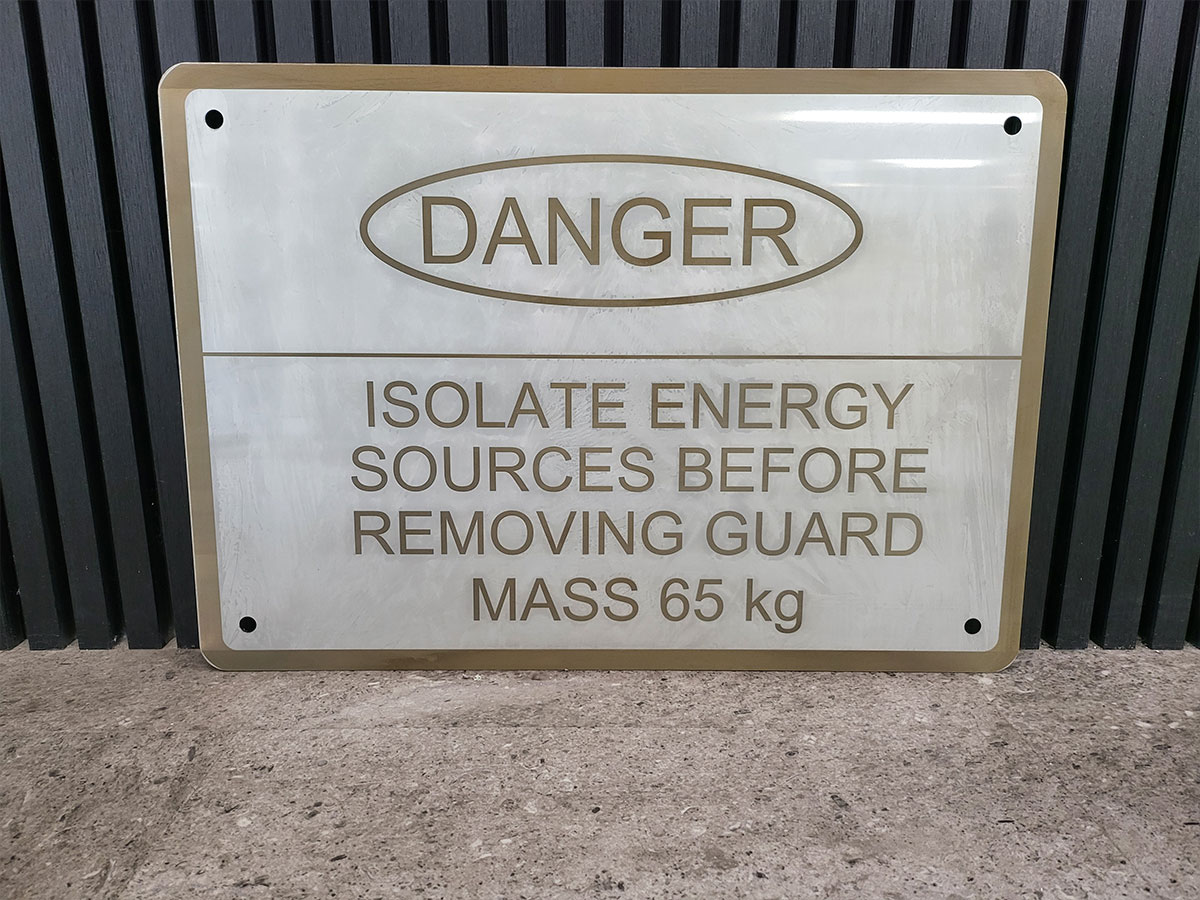 DANGER
ISOLATE ENERGY
SOURCES BEFORE
REMOVING GUARD
MASS 65 kg